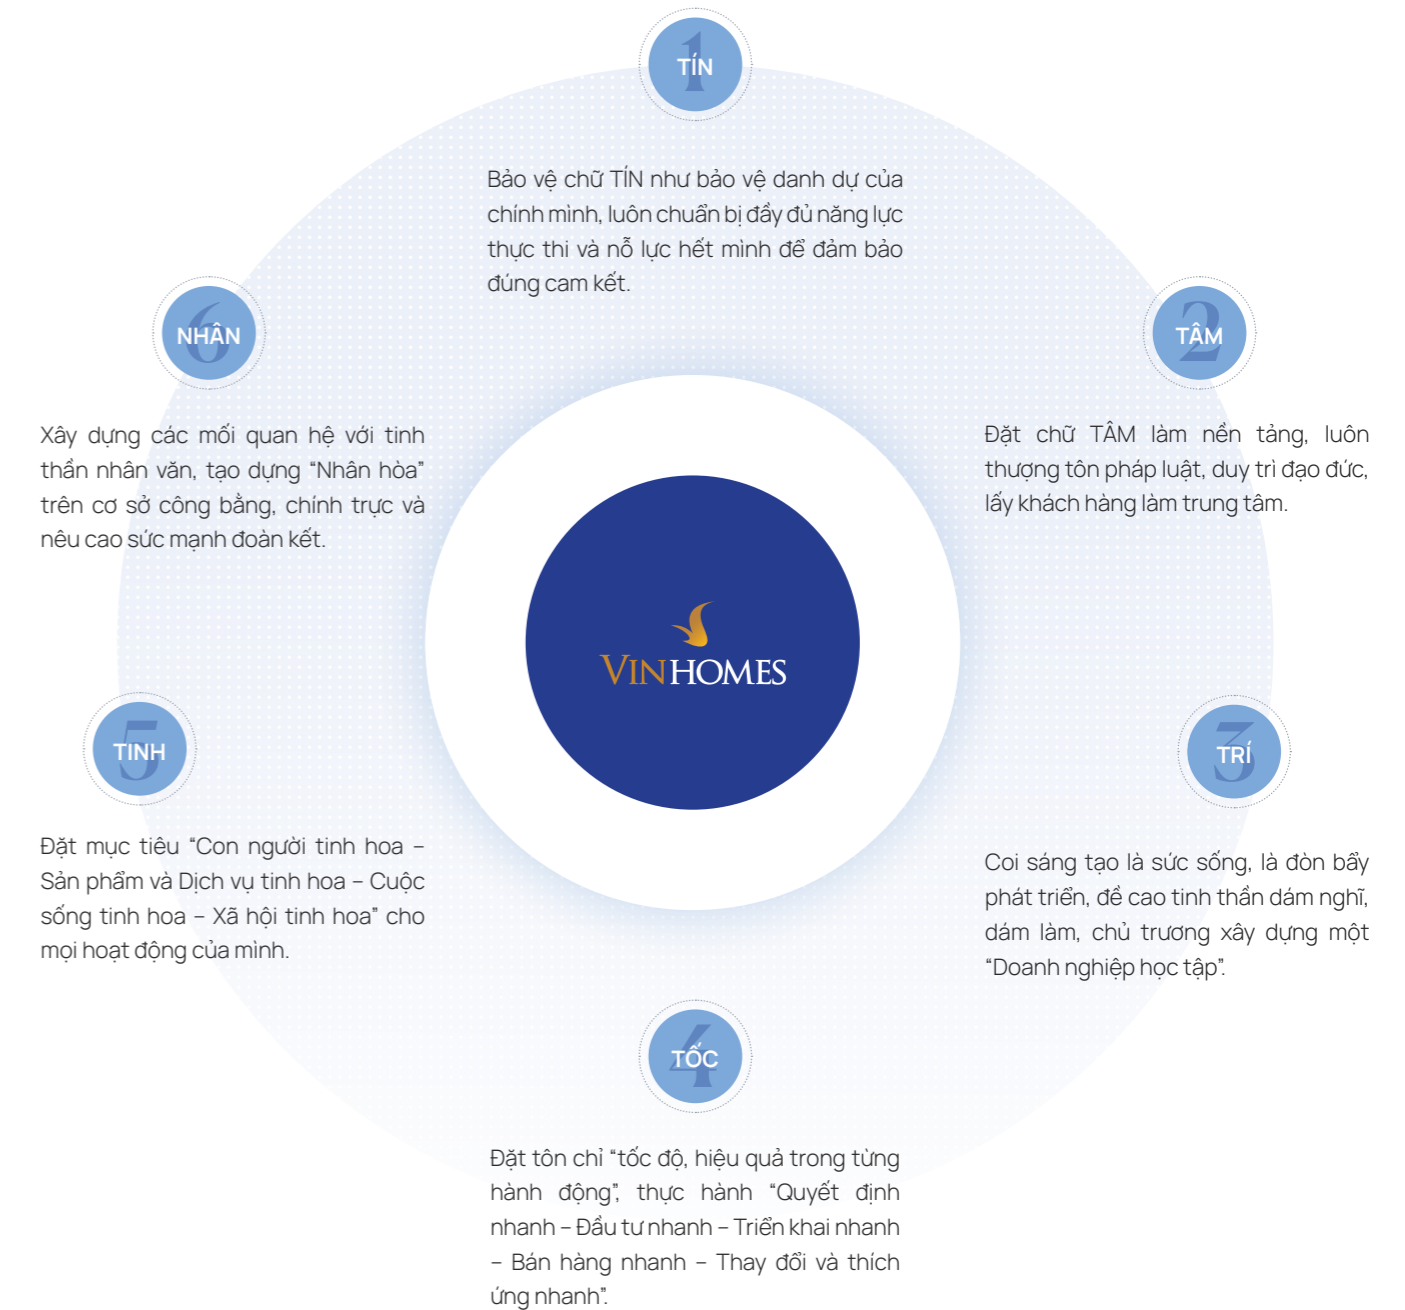 1
TÍN
Bảo vệ chữ TÍN như bảo vệ danh dự của
chính mình, luôn chuẩn bị đầy đủ năng lực
thực thi và nỗ lực hết mình để đảm bảo
đúng cam kết.
2
TÂM
Đặt chữ TÂM làm nền tảng, luôn
thượng tôn pháp luật, duy trì đạo đức,
lấy khách hàng làm trung tâm.
3
TRÍ
Coi sáng tạo là sức sống, là đòn bẩy
phát triển, đề cao tinh thần dám nghĩ,
dám làm, chủ trương xây dựng một
“Doanh nghiệp học tập”.
4
TỐC
Đặt tôn chỉ “tốc độ, hiệu quả trong từng
hành động”, thực hành “Quyết định
nhanh – Đầu tư nhanh – Triển khai nhanh
– Bán hàng nhanh – Thay đổi và thích
ứng nhanh”.
5
TINH
Đặt mục tiêu “Con người tinh hoa –
Sản phẩm và Dịch vụ tinh hoa – Cuộc
sống tinh hoa – Xã hội tinh hoa” cho
mọi hoạt động của mình.
6
NHÂN
Xây dựng các mối quan hệ với tinh
thần nhân văn, tạo dựng “Nhân hòa”
trên cơ sở công bằng, chính trực và
nêu cao sức mạnh đoàn kết.
VINHOMES